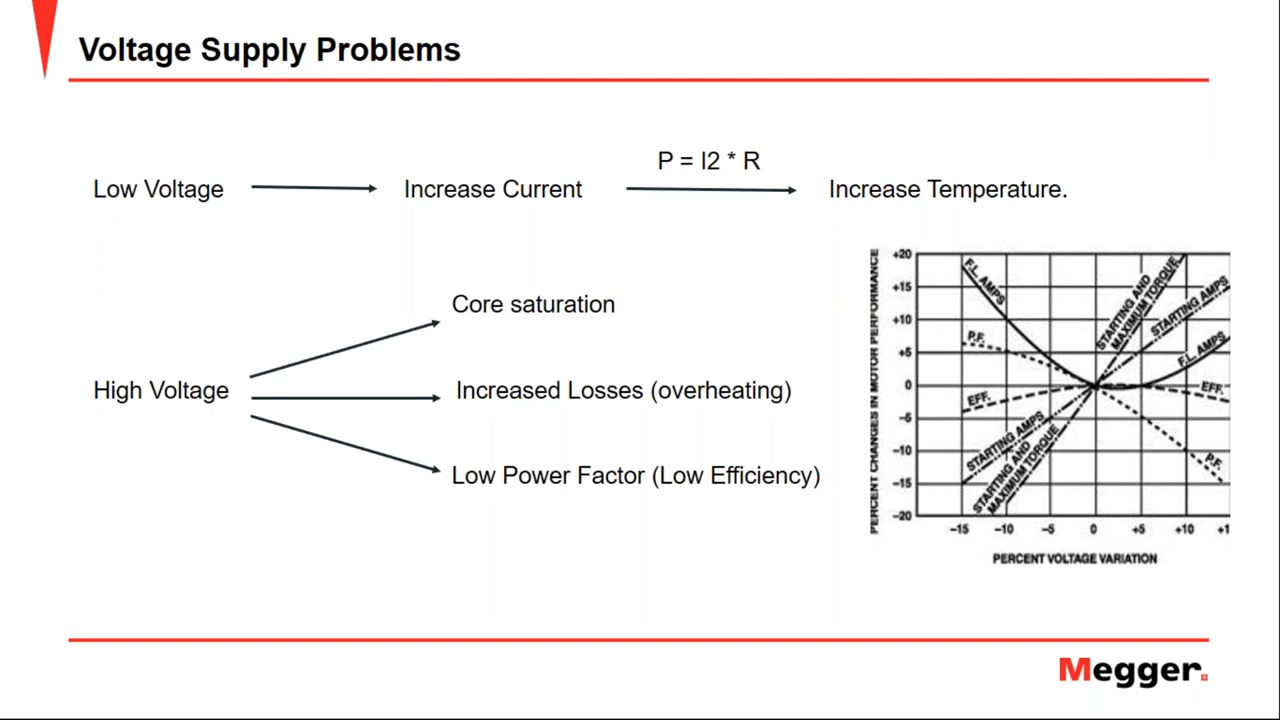 Voltage Supply Problems
P = I2 * R
Low Voltage
Increase Current
Increase Temperature.
Core saturation
High Voltage
Increased Losses (overheating)
Low Power Factor (Low Efficiency)
PERCENT CHANGES IN MOTOR PERFORMANCE
+20
+15
+10
+5
0
-5
-10
-15
-20
F.L. AMPS
P.F.
EFF.
STARTING AMPS
STARTING AND
MAXIMUM TORQUE
STARTING AND
MAXIMUM TORQUE
STARTING AMPS
F.L. AMPS
EFF.
P.F.
-15 -10 -5 0 +5 +10 +1
PERCENT VOLTAGE VARIATION
Megger.